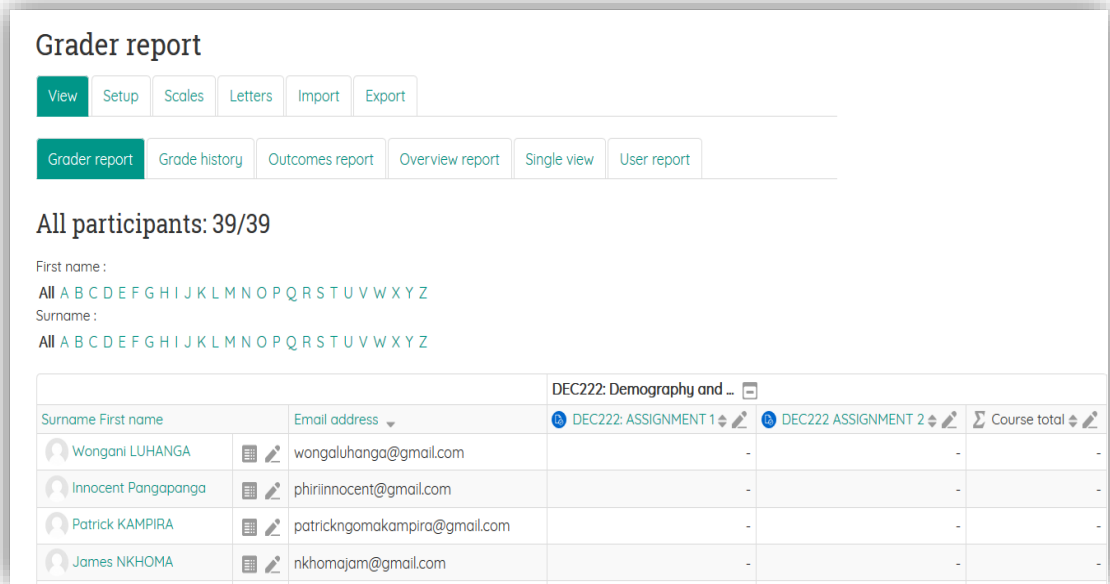 Grader report
View Setup Scales Letters Import Export
Grader report Grade history Outcomes report Overview report Single view User report
All participants: 39/39
First name :
All A B C D E F G H I J K L M N O P Q R S T U V W X Y Z
Surname :
All A B C D E F G H I J K L M N O P Q R S T U V W X Y Z
DEC222: Demography and ...
Surname First name Email address DEC222: ASSIGNMENT 1 DEC222 ASSIGNMENT 2 Σ Course total
Wongani LUHANGA wongaluhanga@gmail.com - - -
Innocent Pangapanga phiriinnocent@gmail.com - - -
Patrick KAMPIRA patrickngomakampira@gmail.com - - -
James NKHOMA nkhomajam@gmail.com - - -